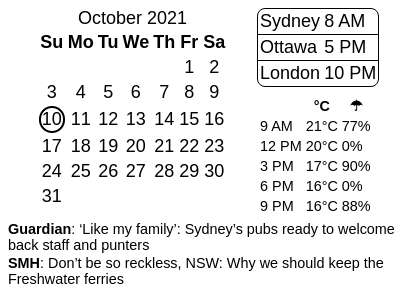 October 2021
Su Mo Tu We Th Fr Sa
1 2
3 4 5 6 7 8 9
10 11 12 13 14 15 16
17 18 19 20 21 22 23
24 25 26 27 28 29 30
31
Sydney 8 AM
Ottawa 5 PM
London 10 PM
°C ☂
9 AM 21°C 77%
12 PM 20°C 0%
3 PM 17°C 90%
6 PM 16°C 0%
9 PM 16°C 88%
Guardian: ‘Like my family’: Sydney’s pubs ready to welcome
back staff and punters
SMH: Don’t be so reckless, NSW: Why we should keep the
Freshwater ferries